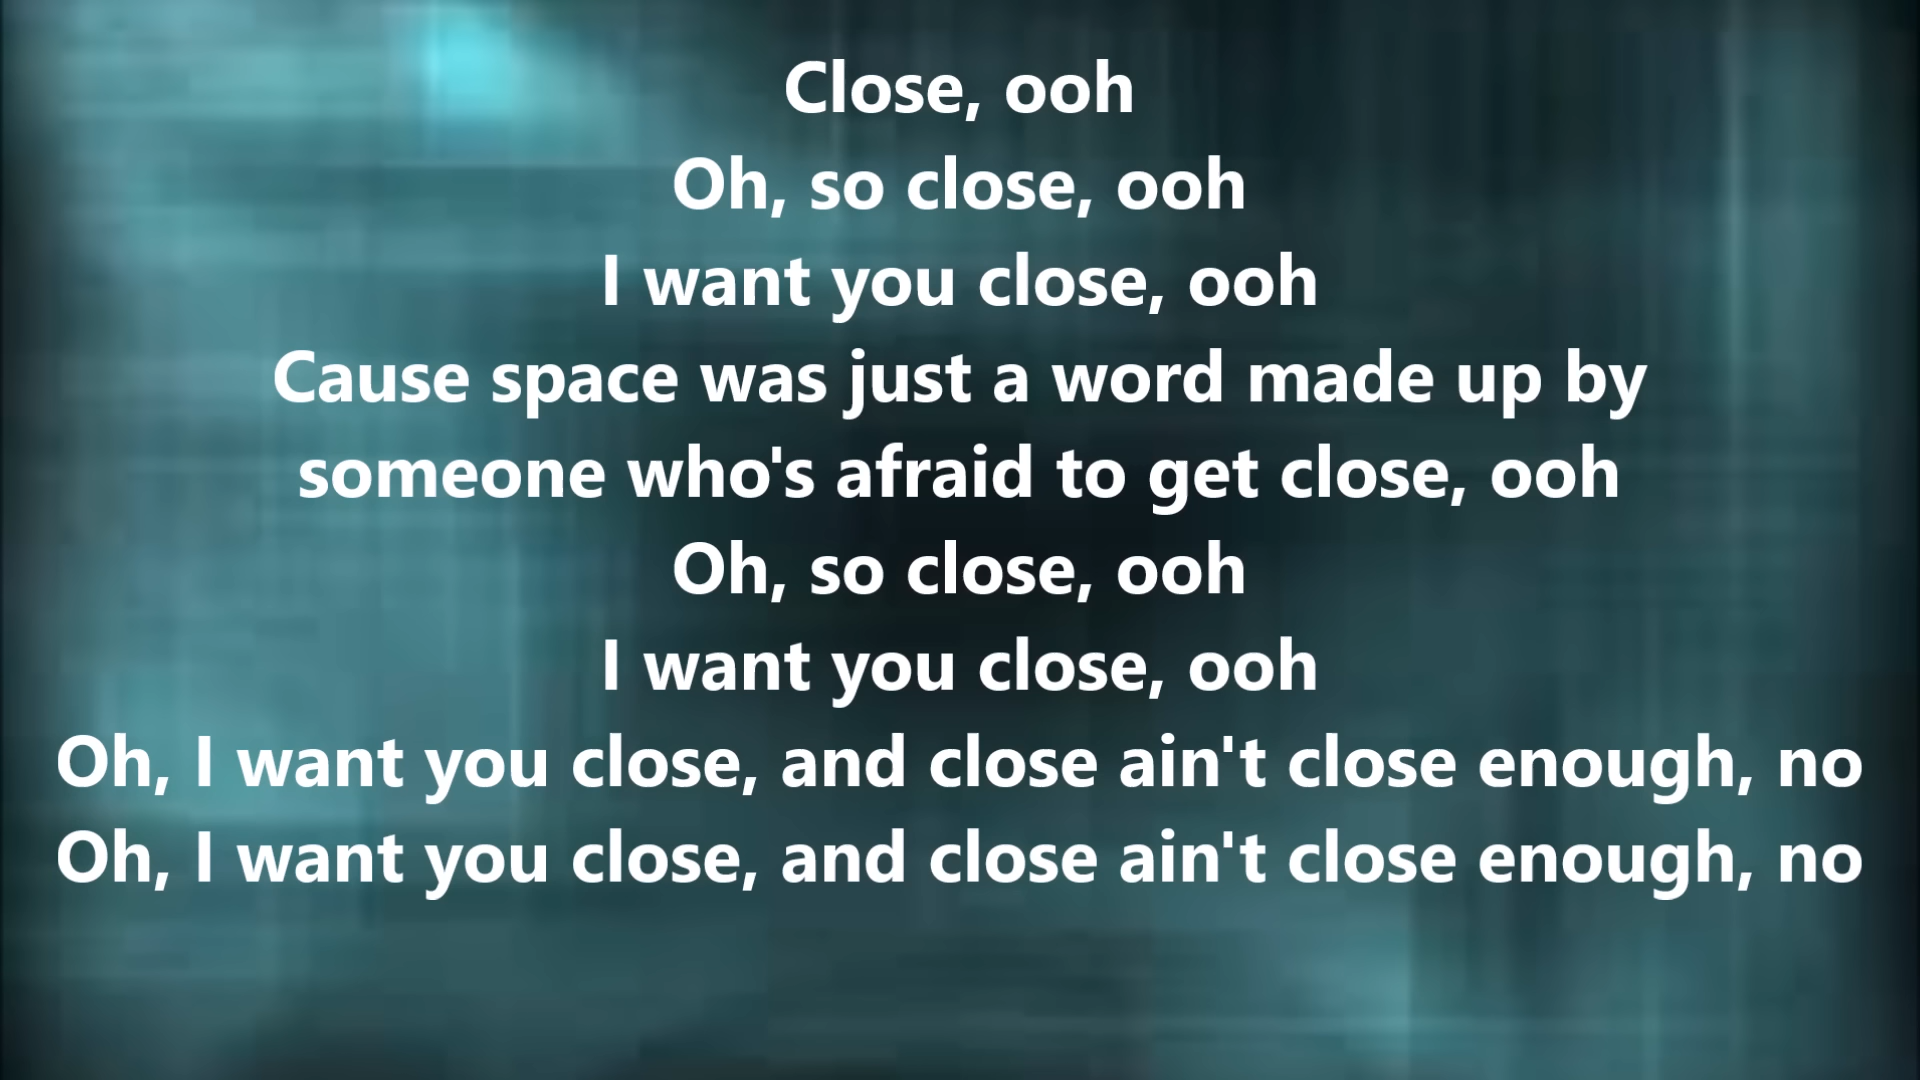 Close, ooh
Oh, so close, ooh
I want you close, ooh
Cause space was just a word made up by
someone who's afraid to get close, ooh
Oh, so close, ooh
I want you close, ooh
Oh, I want you close, and close ain't close enough, no
Oh, I want you close, and close ain't close enough, no